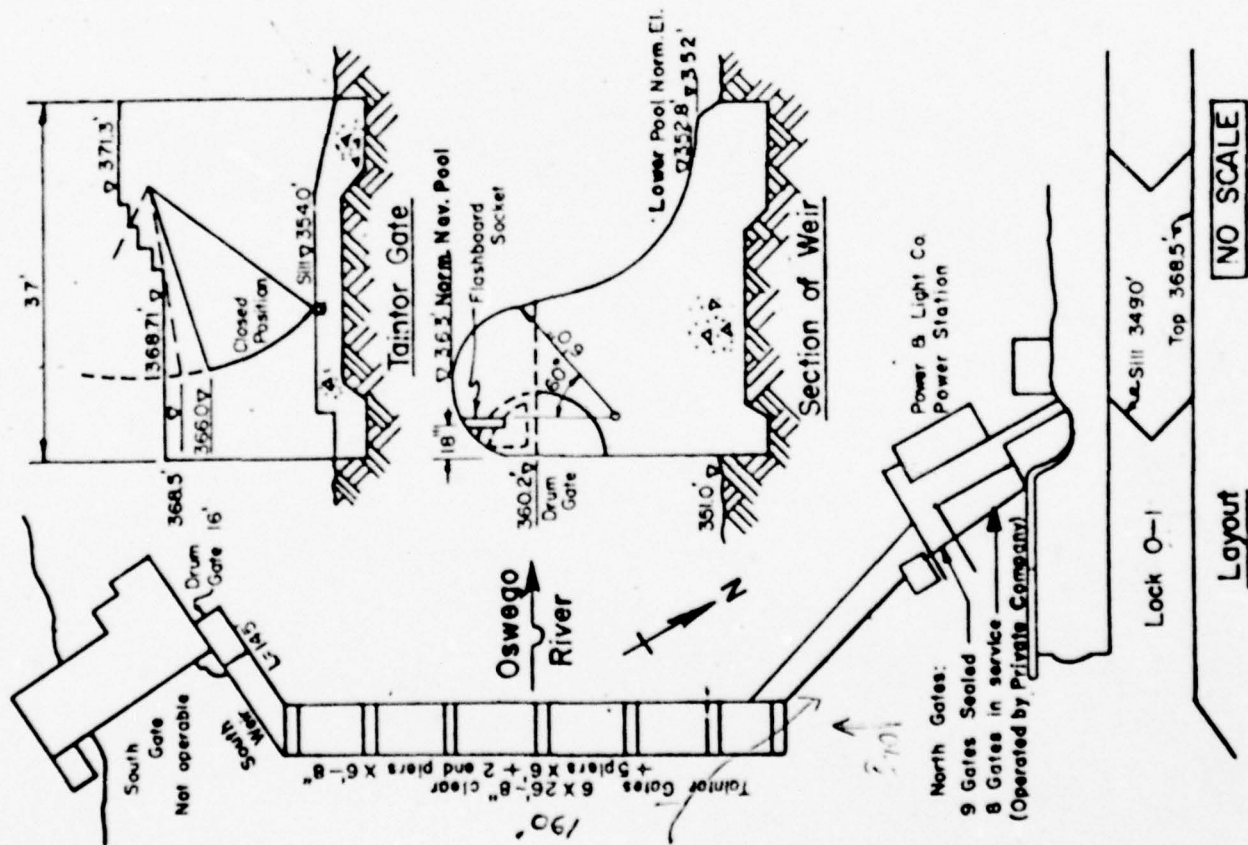 37'
371.3'
1368.71'
368.5'
366.0'
Closed
Position
Sill 354.0'
Taintor Gate
363' Norm. Nav. Pool
Flashboard
Socket
18"
60°
360.2'
Drum
Gate
Lower Pool Norm. El.
352.8'
352'
351.0'
Section of Weir
South
Gate
Not operable
Drum
Gate 16'
South
Weir
L=145'
Oswego
River
N
190'
Taintor Gates 6 X 26'-8" clear
+5 piers X 6' + 2 end piers X 6'-8"
Power & Light Co.
Power Station
North Gates:
9 Gates Sealed
8 Gates in service
(Operated by Private Company)
Sill 349.0'
Top 368.5'
Lock O-1
Layout
NO SCALE